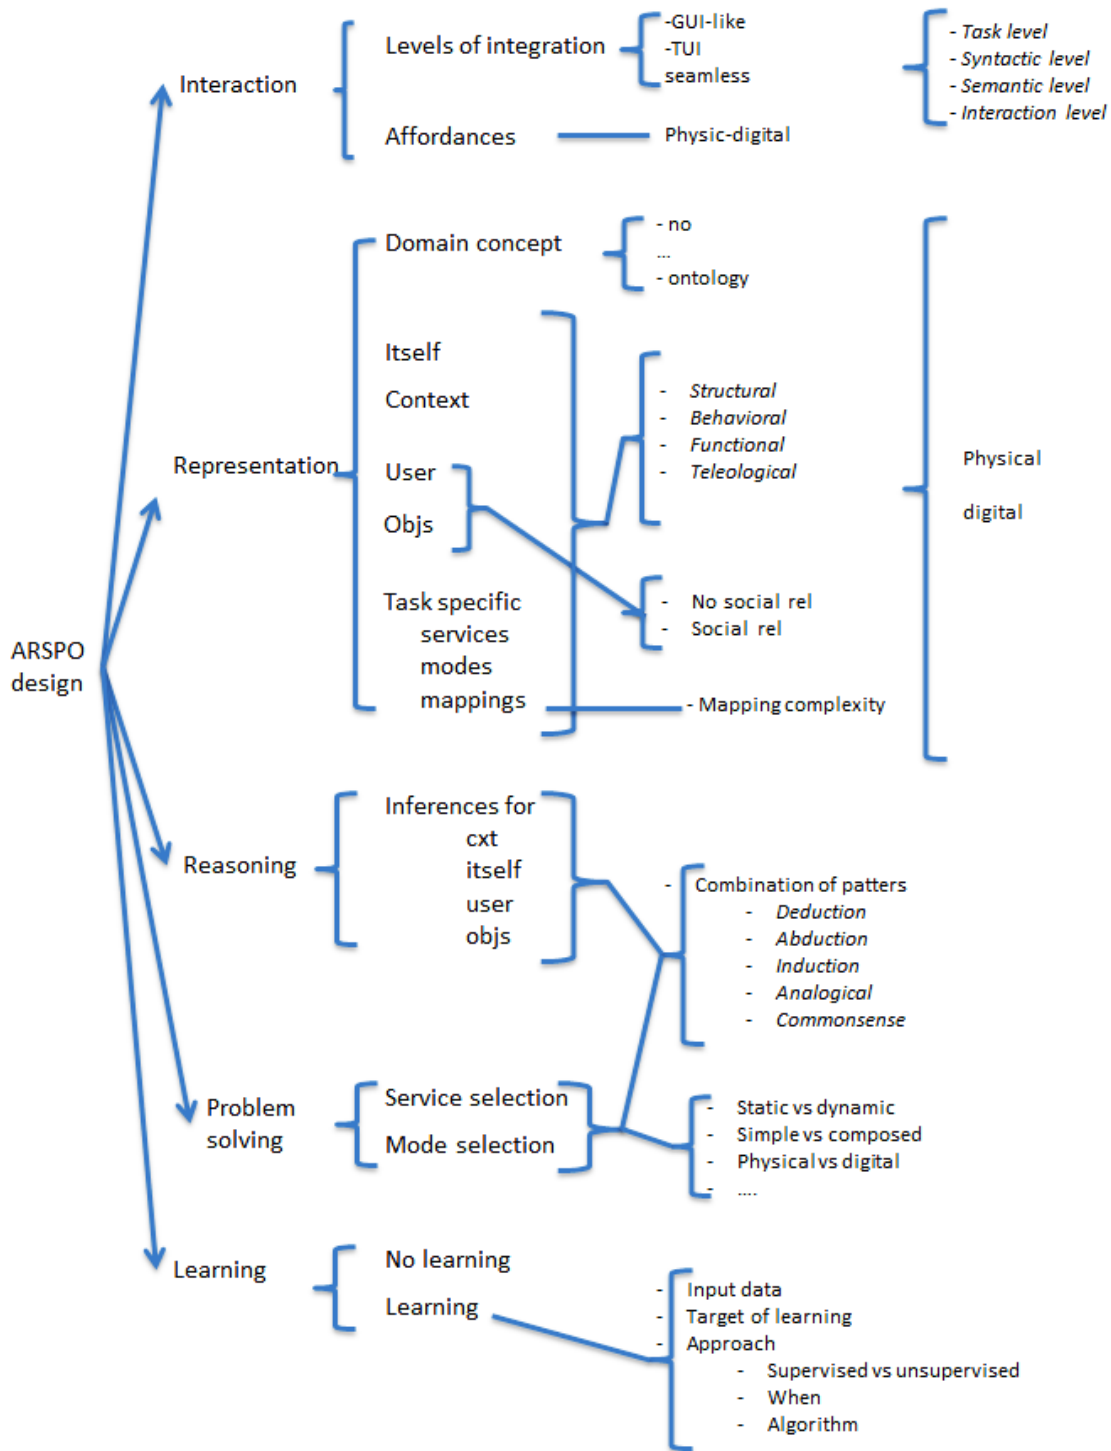 ARSPO
design
Interaction
Levels of integration
-GUI-like
-TUI
seamless
- Task level
- Syntactic level
- Semantic level
- Interaction level
Affordances
Physic-digital
Representation
Domain concept
- no
...
- ontology
Itself
Context
User
Objs
Task specific
services
modes
mappings
- Structural
- Behavioral
- Functional
- Teleological
- No social rel
- Social rel
- Mapping complexity
Physical
digital
Reasoning
Inferences for
cxt
itself
user
objs
- Combination of patters
- Deduction
- Abduction
- Induction
- Analogical
- Commonsense
Problem
solving
Service selection
Mode selection
- Static vs dynamic
- Simple vs composed
- Physical vs digital
- ....
Learning
No learning
Learning
- Input data
- Target of learning
- Approach
- Supervised vs unsupervised
- When
- Algorithm